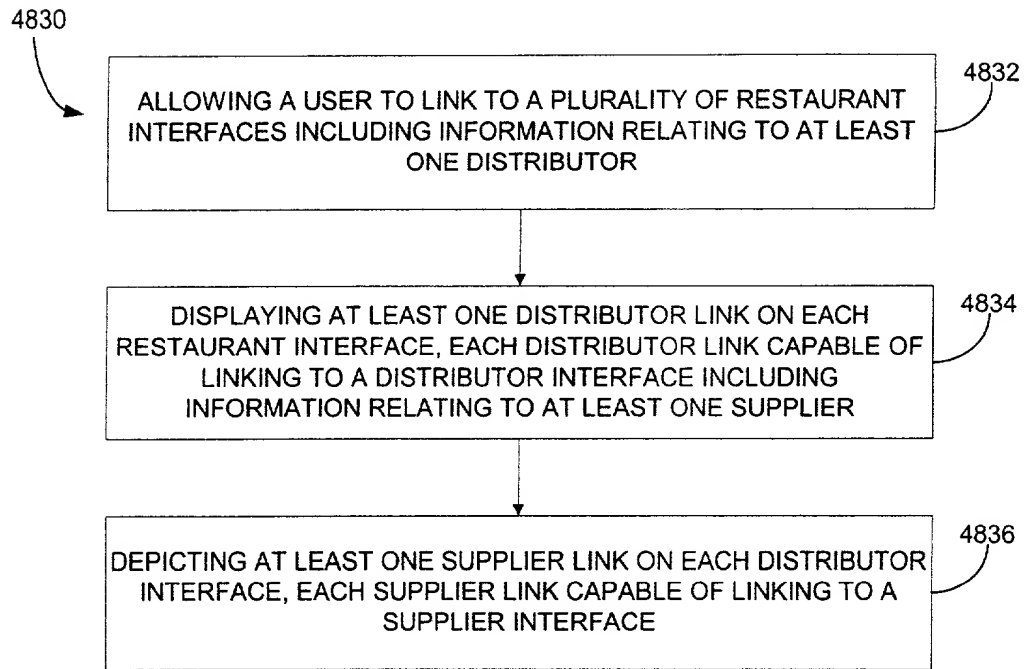 4830
4832
ALLOWING A USER TO LINK TO A PLURALITY OF RESTAURANT
INTERFACES INCLUDING INFORMATION RELATING TO AT LEAST
ONE DISTRIBUTOR
4834
DISPLAYING AT LEAST ONE DISTRIBUTOR LINK ON EACH
RESTAURANT INTERFACE, EACH DISTRIBUTOR LINK CAPABLE OF
LINKING TO A DISTRIBUTOR INTERFACE INCLUDING
INFORMATION RELATING TO AT LEAST ONE SUPPLIER
4836
DEPICTING AT LEAST ONE SUPPLIER LINK ON EACH DISTRIBUTOR
INTERFACE, EACH SUPPLIER LINK CAPABLE OF LINKING TO A
SUPPLIER INTERFACE